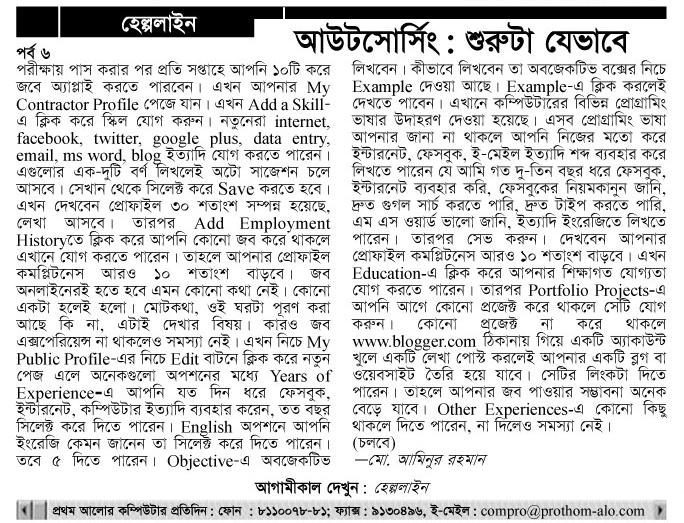 হেল্পলাইন
আউটসোর্সিং : শুরুটা যেভাবে
পর্ব ৬
পরীক্ষায় পাস করার পর প্রতি সপ্তাহে আপনি ১০টি করে
জবে অ্যাপ্লাই করতে পারবেন। এখন আপনার My
Contractor Profile পেজে যান। এখন Add a Skill-
এ ক্লিক করে স্কিল যোগ করুন। নতুনেরা internet,
facebook, twitter, google plus, data entry,
email, ms word, blog ইত্যাদি যোগ করতে পারেন।
এগুলোর এক-দুটি বর্ণ লিখলেই অটো সাজেশন চলে
আসবে। সেখান থেকে সিলেক্ট করে Save করতে হবে।
এখন দেখবেন প্রোফাইল ৩০ শতাংশ সম্পন্ন হয়েছে,
লেখা আসবে। তারপর Add Employment
Historyতে ক্লিক করে আপনি কোনো জব করে থাকলে
এখানে যোগ করতে পারেন। তাহলে আপনার প্রোফাইল
কমপ্লিটনেস আরও ১০ শতাংশ বাড়বে। জব
অনলাইনেরই হতে হবে এমন কোনো কথা নেই। কোনো
একটা হলেই হলো। মোটকথা, ওই ঘরটা পূরণ করা
আছে কি না, এটাই দেখার বিষয়। কারও জব
এক্সপেরিয়েন্স না থাকলেও সমস্যা নেই। এখন নিচে My
Public Profile-এর নিচে Edit বাটনে ক্লিক করে নতুন
পেজ এলে অনেকগুলো অপশনের মধ্যে Years of
Experience-এ আপনি যত দিন ধরে ফেসবুক,
ইন্টারনেট, কম্পিউটার ইত্যাদি ব্যবহার করেন, তত বছর
সিলেক্ট করে দিতে পারেন। English অপশনে আপনি
ইংরেজি কেমন জানেন তা সিলেক্ট করে দিতে পারেন।
তবে ৫ দিতে পারেন। Objective-এ অবজেকটিভ
লিখবেন। কীভাবে লিখবেন তা অবজেকটিভ বক্সের নিচে
Example দেওয়া আছে। Example-এ ক্লিক করলেই
দেখতে পাবেন। এখানে কম্পিউটারের বিভিন্ন প্রোগ্রামিং
ভাষার উদাহরণ দেওয়া হয়েছে। এসব প্রোগ্রামিং ভাষা
আপনার জানা না থাকলে আপনি নিজের মতো করে
ইন্টারনেট, ফেসবুক, ই-মেইল ইত্যাদি শব্দ ব্যবহার করে
লিখতে পারেন যে আমি গত দু-তিন বছর ধরে ফেসবুক,
ইন্টারনেট ব্যবহার করি, ফেসবুকের নিয়মকানুন জানি,
দ্রুত গুগল সার্চ করতে পারি, দ্রুত টাইপ করতে পারি,
এম এস ওয়ার্ড ভালো জানি, ইত্যাদি ইংরেজিতে লিখতে
পারেন। তারপর সেভ করুন। দেখবেন আপনার
প্রোফাইল কমপ্লিটনেস আরও ১০ শতাংশ বাড়বে। এখন
Education-এ ক্লিক করে আপনার শিক্ষাগত যোগ্যতা
যোগ করতে পারেন। তারপর Portfolio Projects-এ
আপনি আগে কোনো প্রজেক্ট করে থাকলে সেটি যোগ
করুন। কোনো প্রজেক্ট না করে থাকলে
www.blogger.com ঠিকানায় গিয়ে একটি অ্যাকাউন্ট
খুলে একটি লেখা পোস্ট করলেই আপনার একটি ব্লগ বা
ওয়েবসাইট তৈরি হয়ে যাবে। সেটির লিংকটা দিতে
পারেন। তাহলে আপনার জব পাওয়ার সম্ভাবনা অনেক
বেড়ে যাবে। Other Experiences-এ কোনো কিছু
থাকলে দিতে পারেন, না দিলেও সমস্যা নেই।
(চলবে)
—মো. আমিনুর রহমান
আগামীকাল দেখুন : হেল্পলাইন
প্রথম আলোর কম্পিউটার প্রতিদিন : ফোন : ৮১১০০৭৮-৮১; ফ্যাক্স : ৯১৩০৪৯৬, ই-মেইল : compro@prothom-alo.com